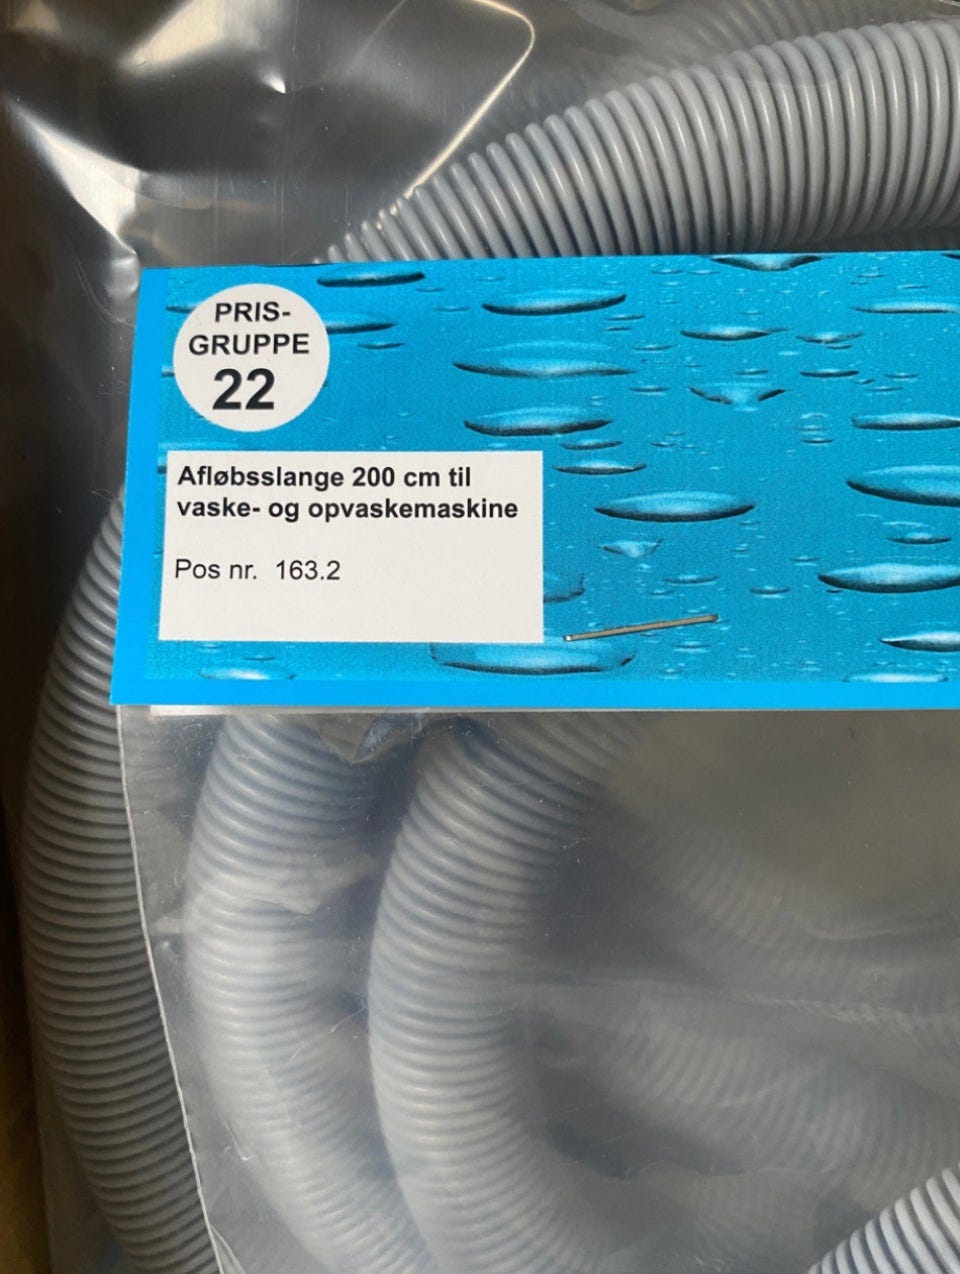 PRIS-
GRUPPE
22
Afløbsslange 200 cm til
vaske- og opvaskemaskine
Pos nr. 163.2